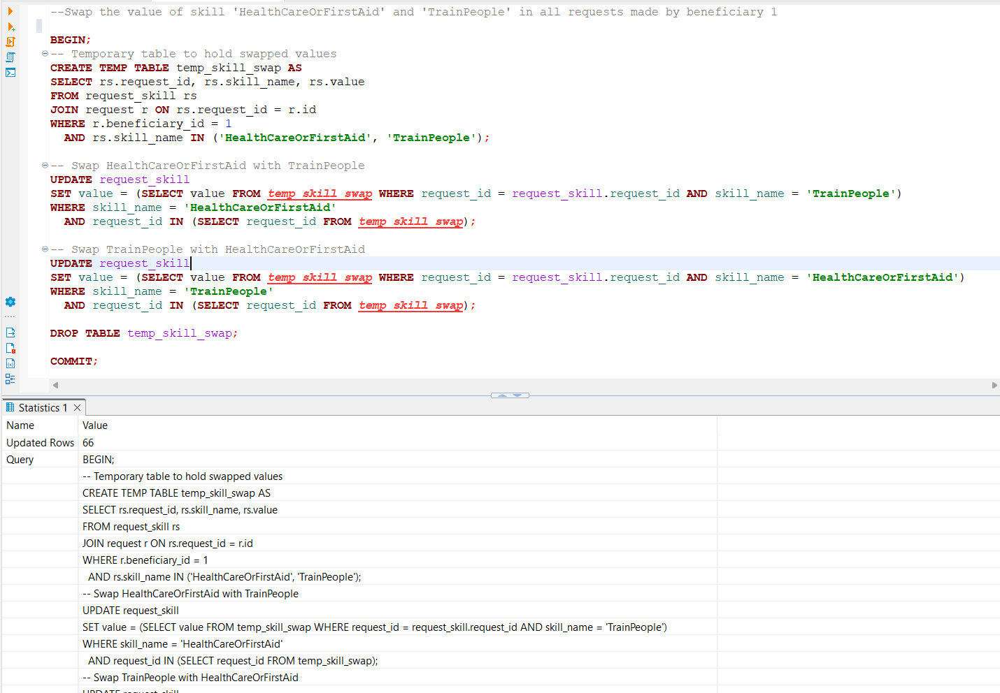 --Swap the value of skill 'HealthCareOrFirstAid' and 'TrainPeople' in all requests made by beneficiary 1
BEGIN;
-- Temporary table to hold swapped values
CREATE TEMP TABLE temp_skill_swap AS
SELECT rs.request_id, rs.skill_name, rs.value
FROM request_skill rs
JOIN request r ON rs.request_id = r.id
WHERE r.beneficiary_id = 1
  AND rs.skill_name IN ('HealthCareOrFirstAid', 'TrainPeople');
-- Swap HealthCareOrFirstAid with TrainPeople
UPDATE request_skill
SET value = (SELECT value FROM temp_skill_swap WHERE request_id = request_skill.request_id AND skill_name = 'TrainPeople')
WHERE skill_name = 'HealthCareOrFirstAid'
  AND request_id IN (SELECT request_id FROM temp_skill_swap);
-- Swap TrainPeople with HealthCareOrFirstAid
UPDATE request_skill
SET value = (SELECT value FROM temp_skill_swap WHERE request_id = request_skill.request_id AND skill_name = 'HealthCareOrFirstAid')
WHERE skill_name = 'TrainPeople'
  AND request_id IN (SELECT request_id FROM temp_skill_swap);
DROP TABLE temp_skill_swap;
COMMIT;
Statistics 1
Name Value
Updated Rows 66
Query BEGIN;
-- Temporary table to hold swapped values
CREATE TEMP TABLE temp_skill_swap AS
SELECT rs.request_id, rs.skill_name, rs.value
FROM request_skill rs
JOIN request r ON rs.request_id = r.id
WHERE r.beneficiary_id = 1
  AND rs.skill_name IN ('HealthCareOrFirstAid', 'TrainPeople');
-- Swap HealthCareOrFirstAid with TrainPeople
UPDATE request_skill
SET value = (SELECT value FROM temp_skill_swap WHERE request_id = request_skill.request_id AND skill_name = 'TrainPeople')
WHERE skill_name = 'HealthCareOrFirstAid'
  AND request_id IN (SELECT request_id FROM temp_skill_swap);
-- Swap TrainPeople with HealthCareOrFirstAid
UPDATE request_skill